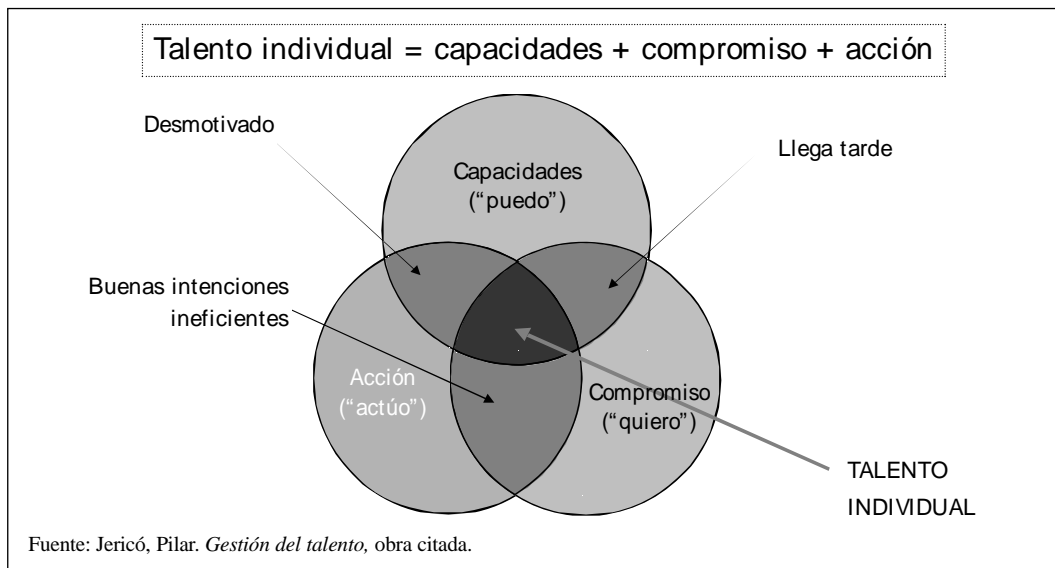 Talento individual = capacidades + compromiso + acción
Desmotivado
Llega tarde
Capacidades
(“puedo”)
Buenas intenciones
ineficientes
Acción
(“actúo”)
Compromiso
(“quiero”)
TALENTO
INDIVIDUAL
Fuente: Jericó, Pilar. Gestión del talento, obra citada.